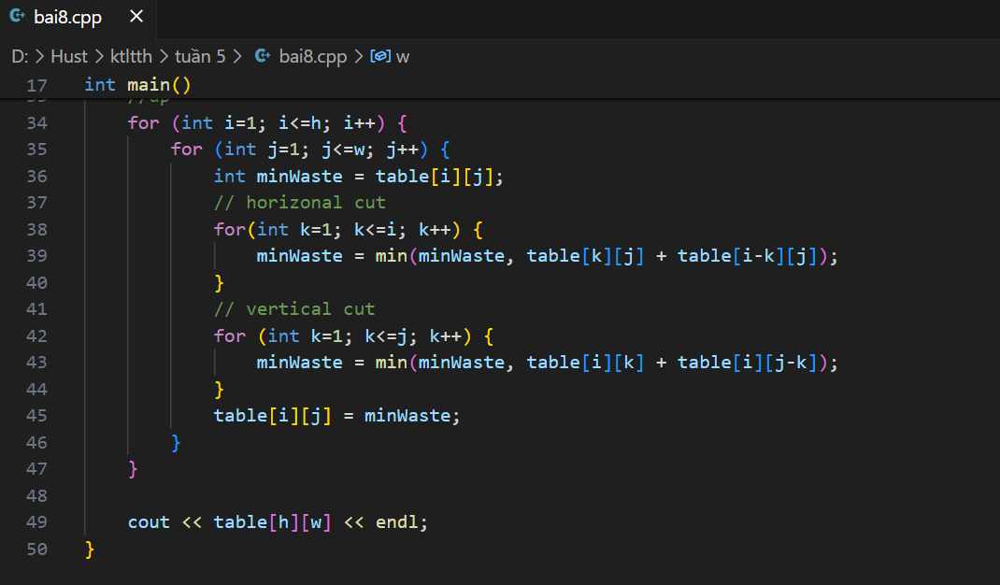 bai8.cpp
D: > Hust > ktltth > tuần 5 > bai8.cpp > w
17 int main()
//dp
34 for (int i=1; i<=h; i++) {
35 for (int j=1; j<=w; j++) {
36 int minWaste = table[i][j];
37 // horizonal cut
38 for(int k=1; k<=i; k++) {
39 minWaste = min(minWaste, table[k][j] + table[i-k][j]);
40 }
41 // vertical cut
42 for (int k=1; k<=j; k++) {
43 minWaste = min(minWaste, table[i][k] + table[i][j-k]);
44 }
45 table[i][j] = minWaste;
46 }
47 }
48
49 cout << table[h][w] << endl;
50 }